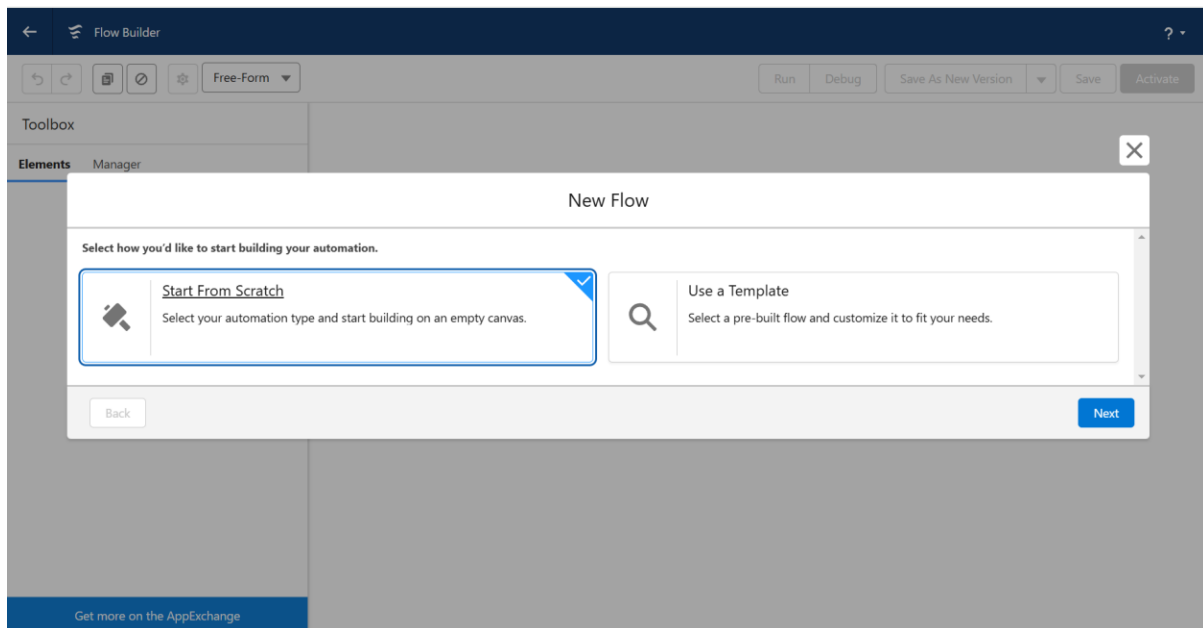 Flow Builder
?
Free-Form
Run
Debug
Save As New Version
Save
Activate
Toolbox
Elements
Manager
New Flow
Select how you'd like to start building your automation.
Start From Scratch
Select your automation type and start building on an empty canvas.
Use a Template
Select a pre-built flow and customize it to fit your needs.
Back
Next
Get more on the AppExchange